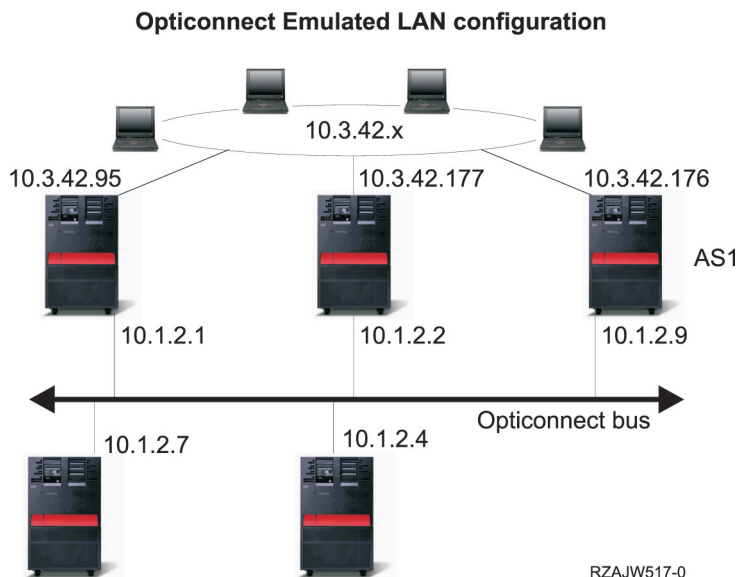 Opticonnect Emulated LAN configuration
10.3.42.x
10.3.42.95
10.3.42.177
10.3.42.176
AS1
10.1.2.1
10.1.2.2
10.1.2.9
Opticonnect bus
10.1.2.7
10.1.2.4
RZAJW517-0